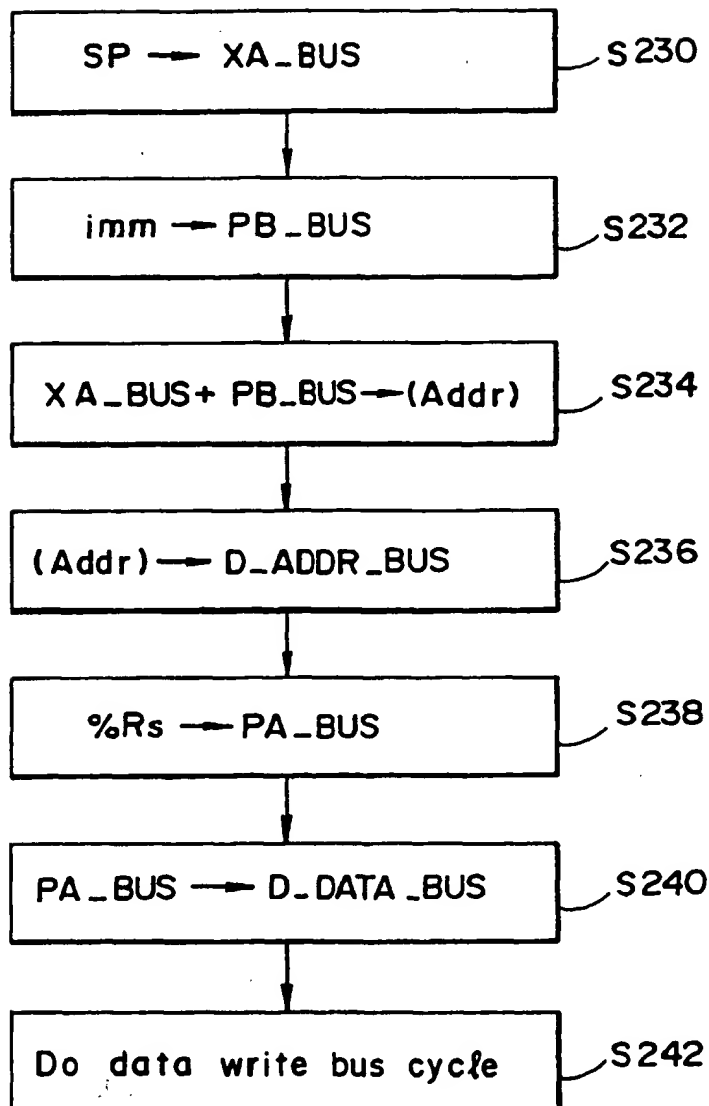 SP → XA_BUS
S230
imm → PB_BUS
S232
XA_BUS+ PB_BUS→(Addr)
S234
(Addr) → D_ADDR_BUS
S236
%Rs → PA_BUS
S238
PA_BUS → D_DATA_BUS
S240
Do data write bus cycle
S242